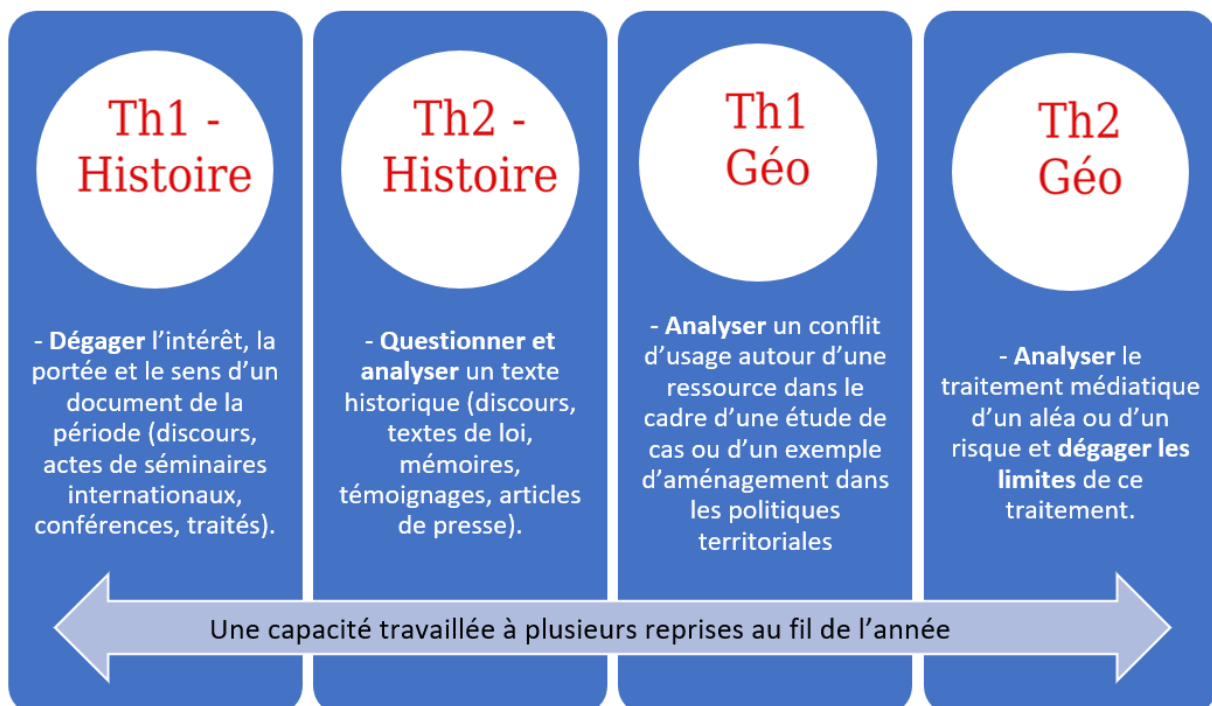 Th1 -
Histoire
- Dégager l’intérêt, la
portée et le sens d’un
document de la
période (discours,
actes de séminaires
internaux,
conférences, traités).
Th2 -
Histoire
- Questionner et
analyser un texte
historique (discours,
textes de loi,
mémoires,
témoignages, articles
de presse).
Th1
Géo
- Analyser un conflit
d’usage autour d’une
ressource dans le
cadre d’une étude de
cas ou d’un exemple
d’aménagement dans
les politiques
territoriales
Th2
Géo
- Analyser le
traitement médiatique
d’un aléa ou d’un
risque et dégager les
limites de ce
traitement.
Une capacité travaillée à plusieurs reprises au fil de l’année